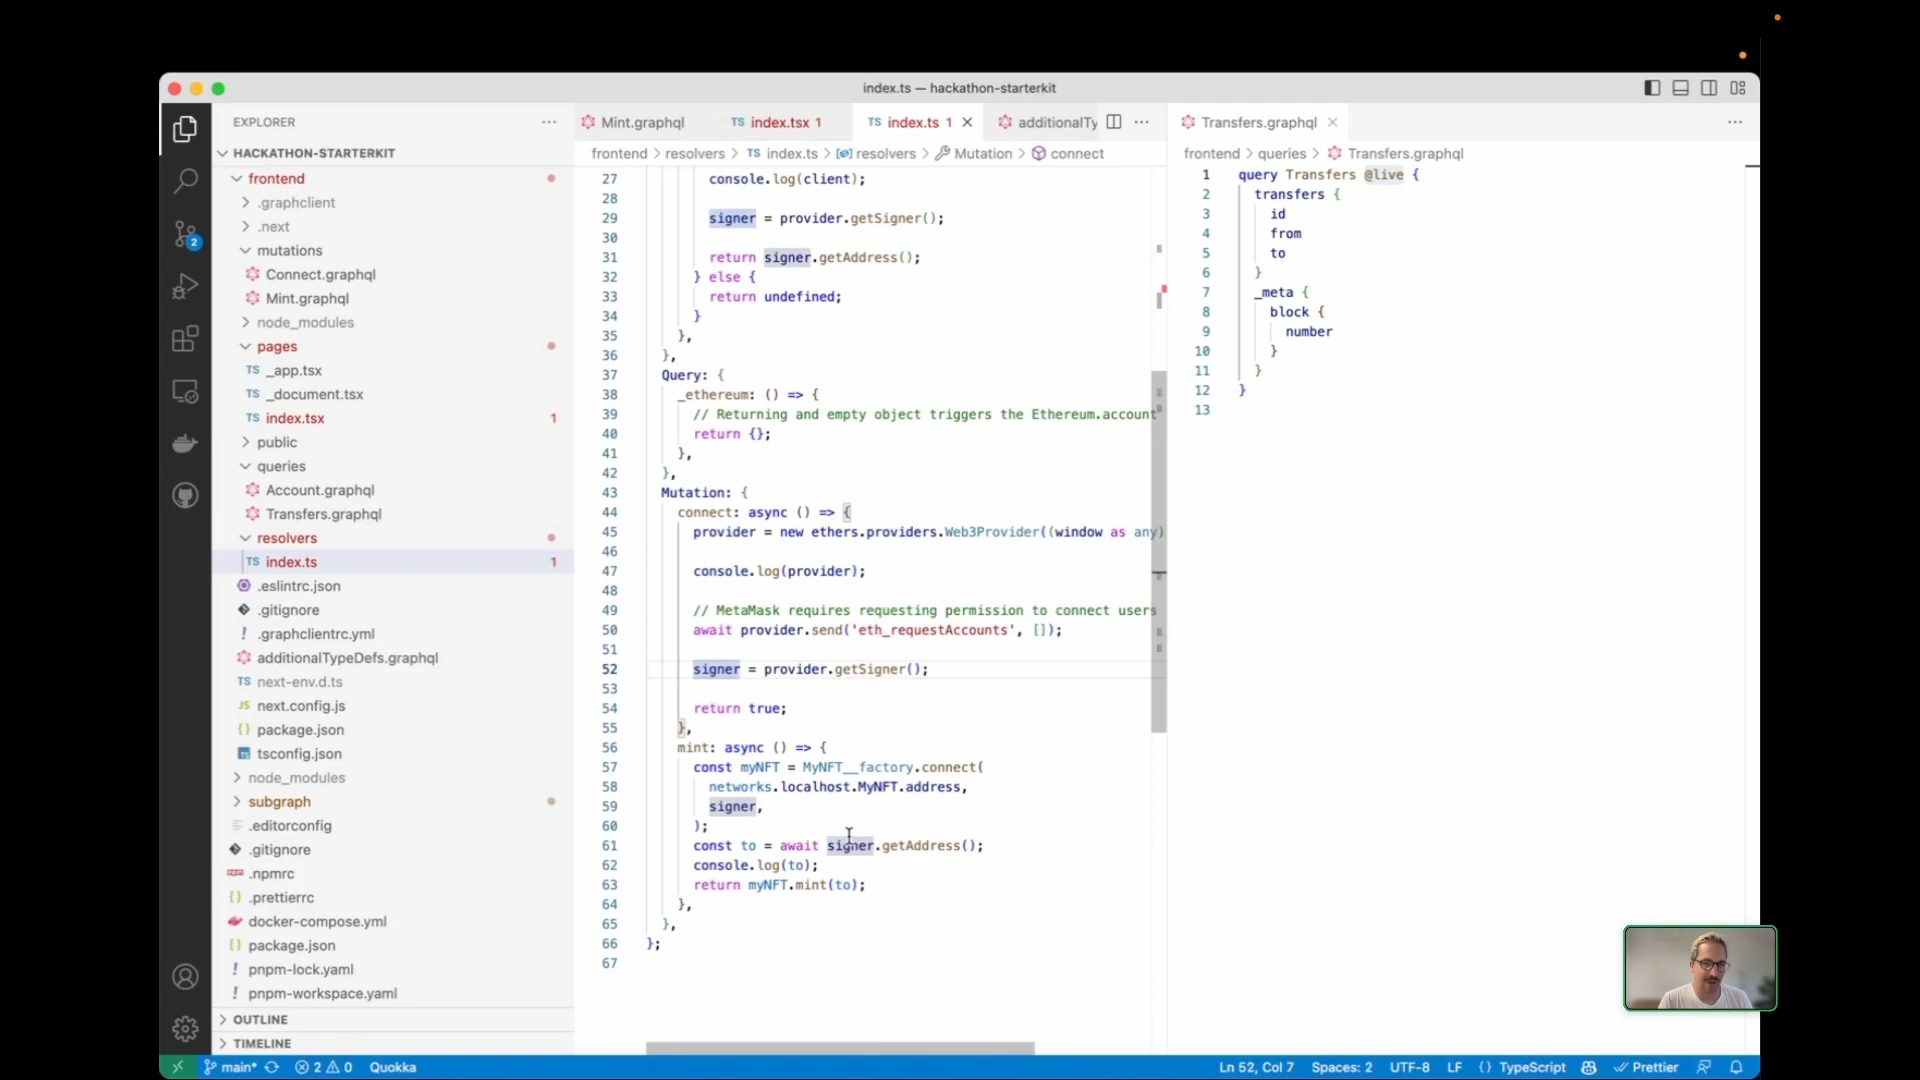 index.ts — hackathon-starterkit
EXPLORER
HACKATHON-STARTERKIT
frontend
.graphclient
.next
mutations
Connect.graphql
Mint.graphql
node_modules
pages
_app.tsx
_document.tsx
index.tsx 1
public
queries
Account.graphql
Transfers.graphql
resolvers
index.ts 1
.eslintrc.json
.gitignore
.graphclientrc.yml
additionalTypeDefs.graphql
next-env.d.ts
next.config.js
package.json
tsconfig.json
node_modules
subgraph
.editorconfig
.gitignore
.npmrc
.prettierrc
docker-compose.yml
package.json
pnpm-lock.yaml
pnpm-workspace.yaml
OUTLINE
TIMELINE
Mint.graphql TS index.tsx 1 TS index.ts 1 additionalTy
frontend > resolvers > TS index.ts > resolvers > Mutation > connect
27 console.log(client);
28
29 signer = provider.getSigner();
30
31 return signer.getAddress();
32 } else {
33 return undefined;
34 }
35 },
36 },
37 Query: {
38 _ethereum: () => {
39 // Returning and empty object triggers the Ethereum.account
40 return {};
41 },
42 },
43 Mutation: {
44 connect: async () => {
45 provider = new ethers.providers.Web3Provider((window as any)
46
47 console.log(provider);
48
49 // MetaMask requires requesting permission to connect users
50 await provider.send('eth_requestAccounts', []);
51
52 signer = provider.getSigner();
53
54 return true;
55 },
56 mint: async () => {
57 const myNFT = MyNFT__factory.connect(
58 networks.localhost.MyNFT.address,
59 signer,
60 );
61 const to = await signer.getAddress();
62 console.log(to);
63 return myNFT.mint(to);
64 },
65 },
66 };
67
Transfers.graphql
frontend > queries > Transfers.graphql
1 query Transfers @live {
2 transfers {
3 id
4 from
5 to
6 }
7 _meta {
8 block {
9 number
10 }
11 }
12 }
13
2
main* 2 0 Quokka Ln 52, Col 7 Spaces: 2 UTF-8 LF {} TypeScript Prettier